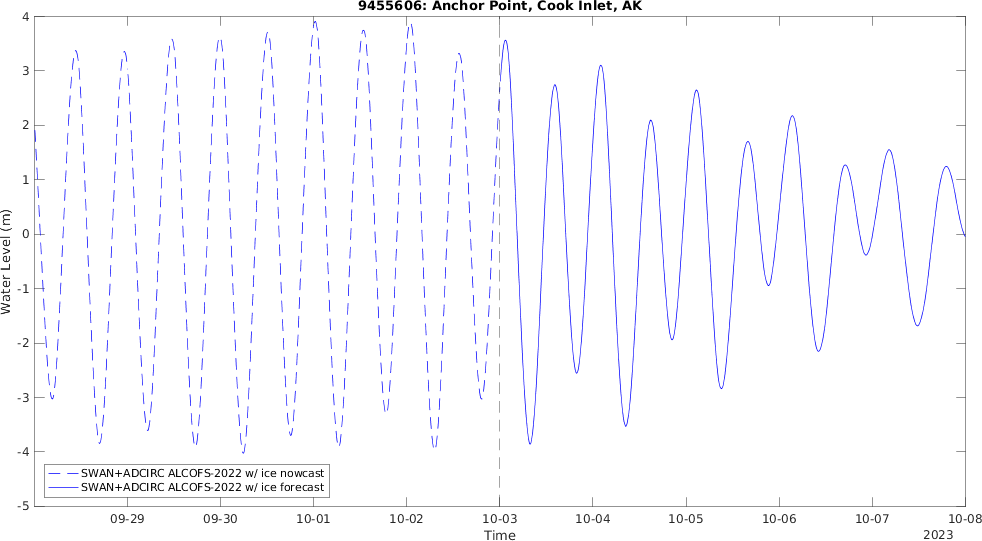 9455606: Anchor Point, Cook Inlet, AK
4
3
2
1
0
-1
-2
-3
-4
-5
Water Level (m)
SWAN+ADCIRC ALCOFS-2022 w/ ice nowcast
SWAN+ADCIRC ALCOFS-2022 w/ ice forecast
09-29 09-30 10-01 10-02 10-03 10-04 10-05 10-06 10-07 10-08
Time
2023